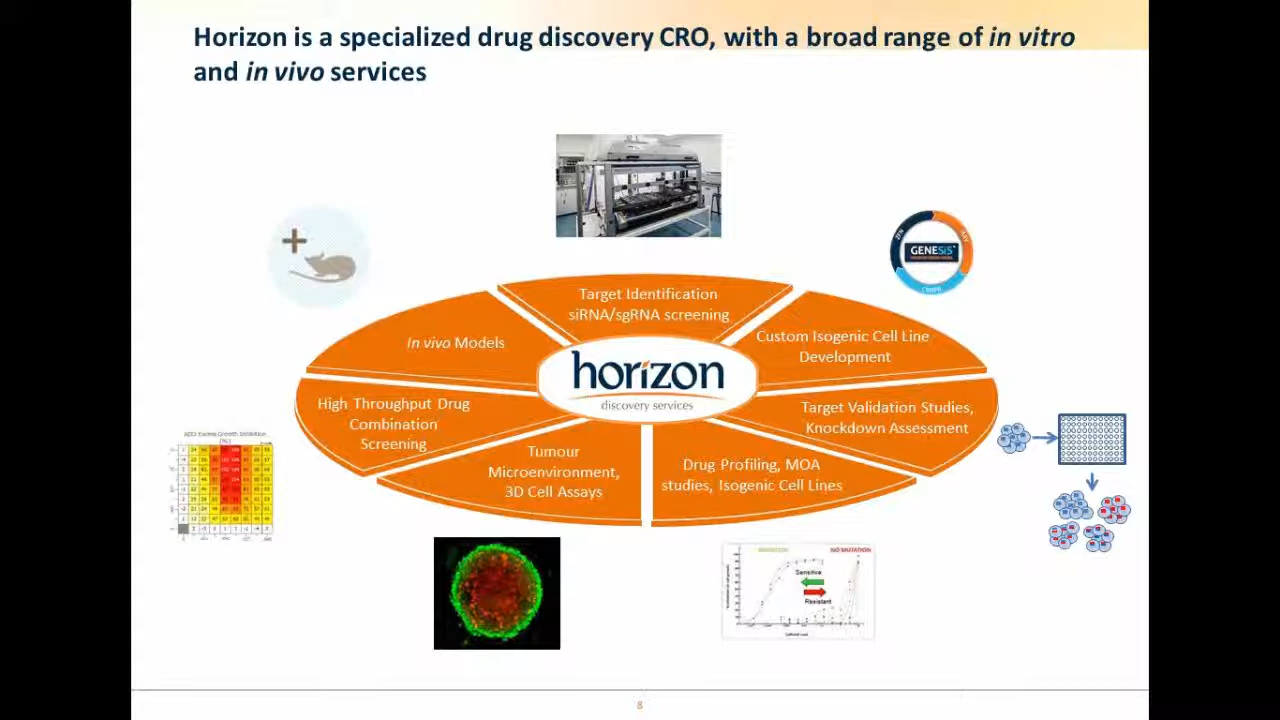 Horizon is a specialized drug discovery CRO, with a broad range of in vitro
and in vivo services
GENESIS
Target Identification
siRNA/sgRNA screening
Custom Isogenic Cell Line
Development
In vivo Models
horizon
discovery services
Target Validation Studies,
Knockdown Assessment
High Throughput Drug
Combination
Screening
Tumour
Microenvironment,
3D Cell Assays
Drug Profiling, MOA
studies, Isogenic Cell Lines
NO MUTATION
Sensitive
Resistant
8